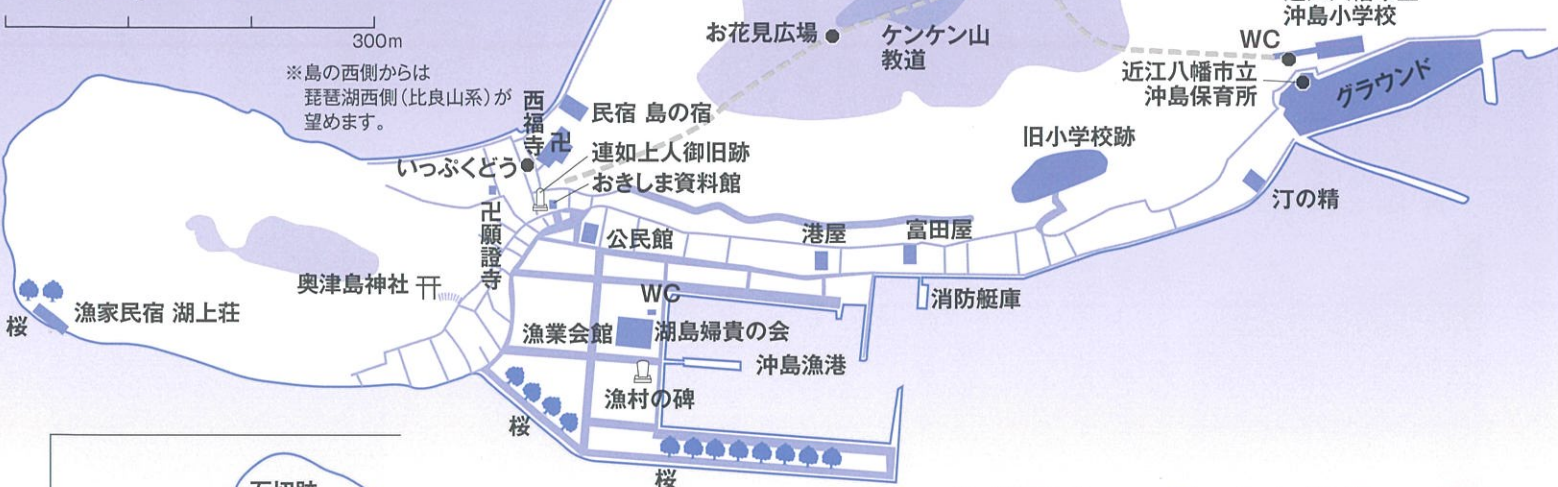 沖島小学校
WC
お花見広場
ケンケン山
教道
近江八幡市立
沖島保育所
グラウンド
300m
※島の西側からは
琵琶湖西側（比良山系）が
望めます。
西福寺
民宿 島の宿
卍
連如上人御旧跡
いっぷくどう
おきしま資料館
旧小学校跡
汀の精
卍願證寺
公民館
港屋
富田屋
奥津島神社
WC
消防艇庫
漁家民宿 湖上荘
桜
漁業会館
湖島婦貴の会
沖島漁港
漁村の碑
桜
桜